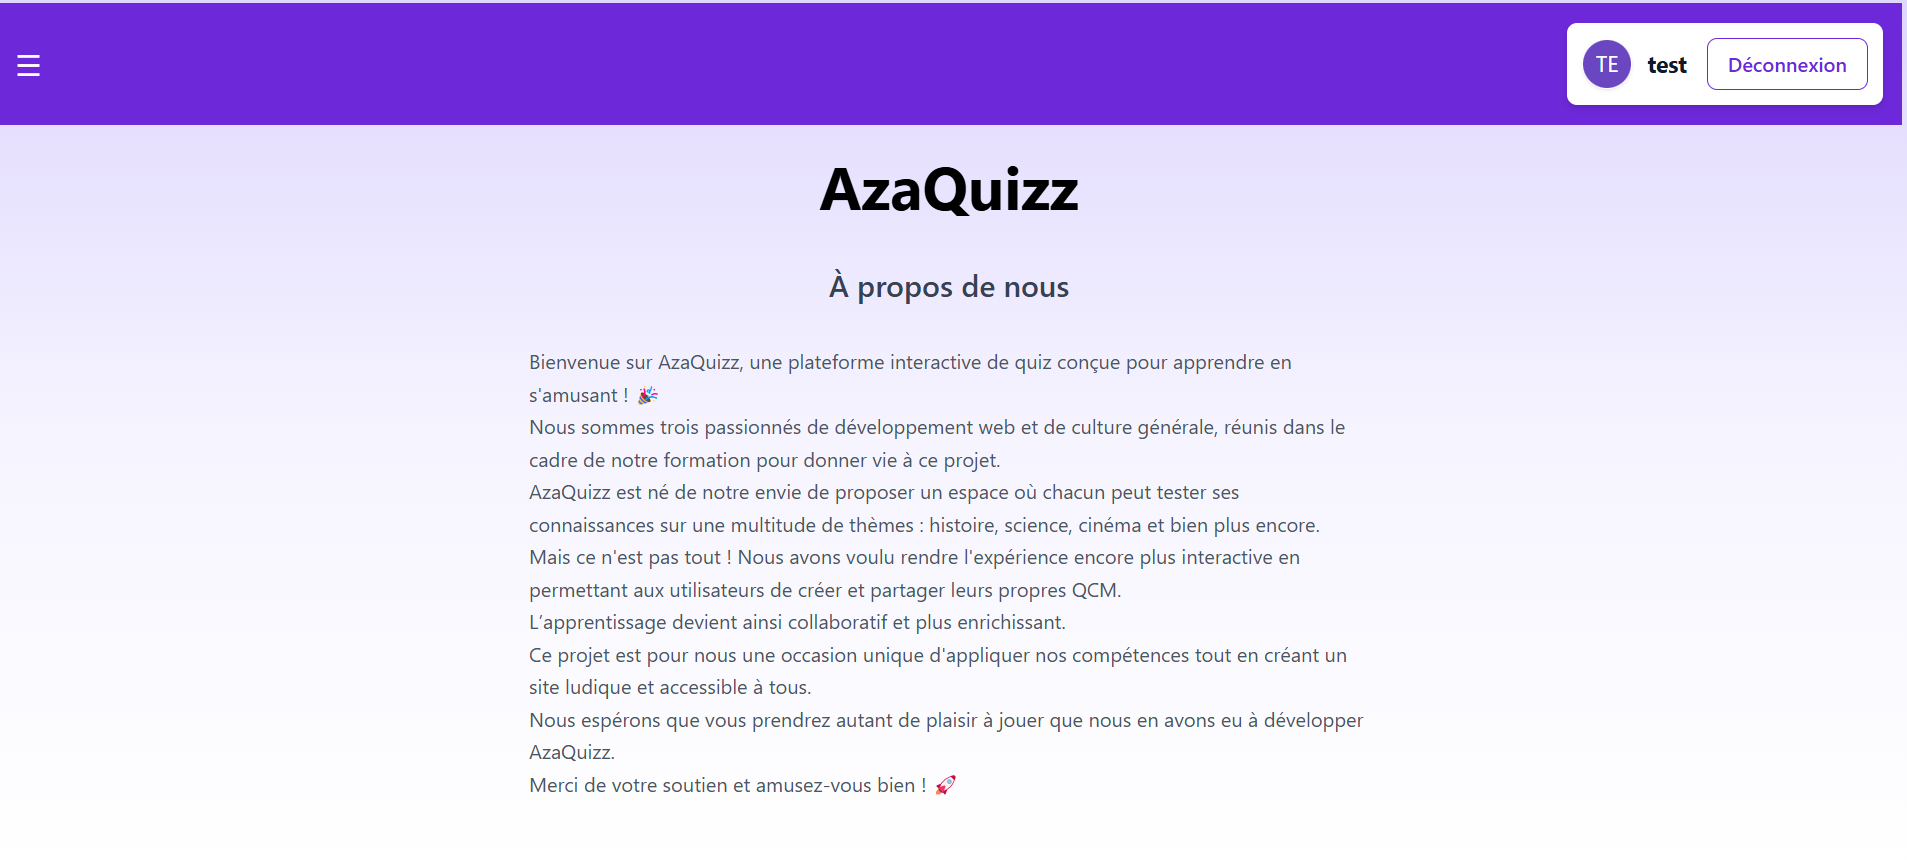 TE test Déconnexion
AzaQuizz
À propos de nous
Bienvenue sur AzaQuizz, une plateforme interactive de quiz conçue pour apprendre en
s'amusant ! 🎉
Nous sommes trois passionnés de développement web et de culture générale, réunis dans le
cadre de notre formation pour donner vie à ce projet.
AzaQuizz est né de notre envie de proposer un espace où chacun peut tester ses
connaissances sur une multitude de thèmes : histoire, science, cinéma et bien plus encore.
Mais ce n'est pas tout ! Nous avons voulu rendre l'expérience encore plus interactive en
permettant aux utilisateurs de créer et partager leurs propres QCM.
L’apprentissage devient ainsi collaboratif et plus enrichissant.
Ce projet est pour nous une occasion unique d'appliquer nos compétences tout en créant un
site ludique et accessible à tous.
Nous espérons que vous prendrez autant de plaisir à jouer que nous en avons eu à développer
AzaQuizz.
Merci de votre soutien et amusez-vous bien ! 🚀